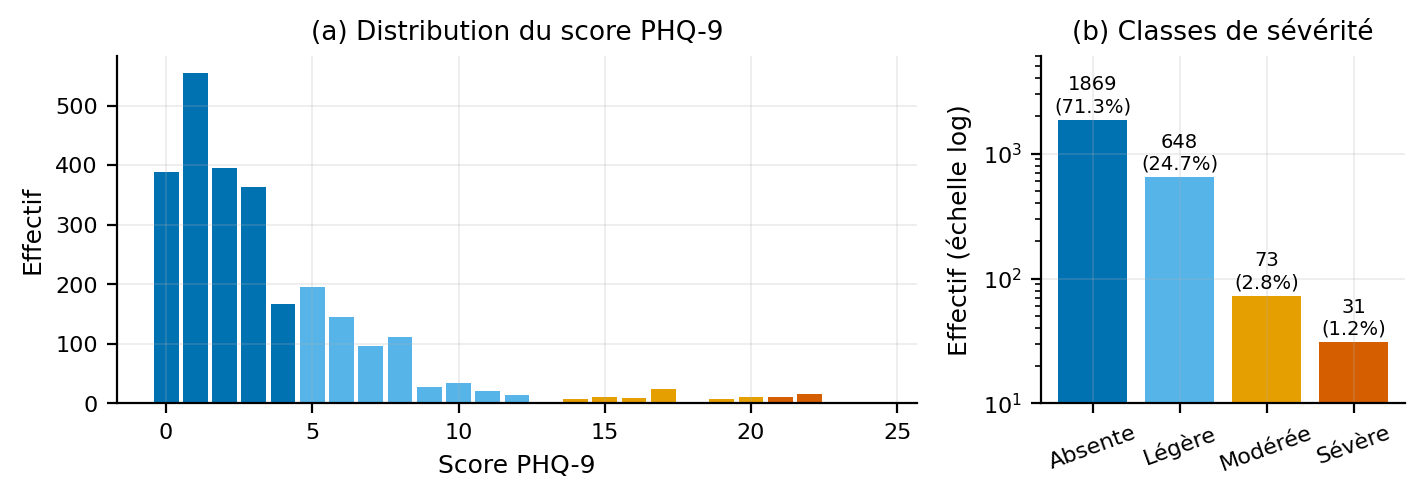 (a) Distribution du score PHQ-9
Effectif
500
400
300
200
100
0
0 5 10 15 20 25
Score PHQ-9
(b) Classes de sévérité
Effectif (échelle log)
10³
10²
10¹
1869
(71.3%)
648
(24.7%)
73
(2.8%)
31
(1.2%)
Absente Légère Modérée Sévère